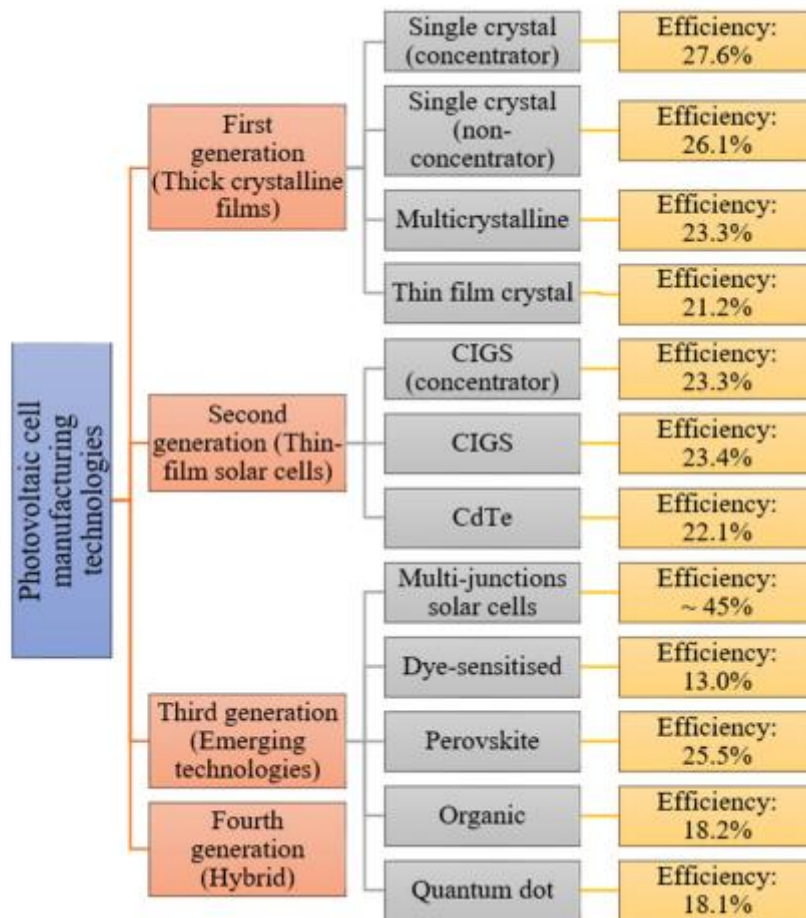 Photovoltaic cell
manufacturing
technologies
First
generation
(Thick crystalline
films)
Single crystal
(concentrator)
Efficiency:
27.6%
Single crystal
(non-
concentrator)
Efficiency:
26.1%
Multicrystalline
Efficiency:
23.3%
Thin film crystal
Efficiency:
21.2%
Second
generation (Thin-
film solar cells)
CIGS
(concentrator)
Efficiency:
23.3%
CIGS
Efficiency:
23.4%
CdTe
Efficiency:
22.1%
Third generation
(Emerging
technologies)
Multi-junctions
solar cells
Efficiency:
~ 45%
Dye-sensitised
Efficiency:
13.0%
Perovskite
Efficiency:
25.5%
Organic
Efficiency:
18.2%
Quantum dot
Efficiency:
18.1%
Fourth
generation
(Hybrid)